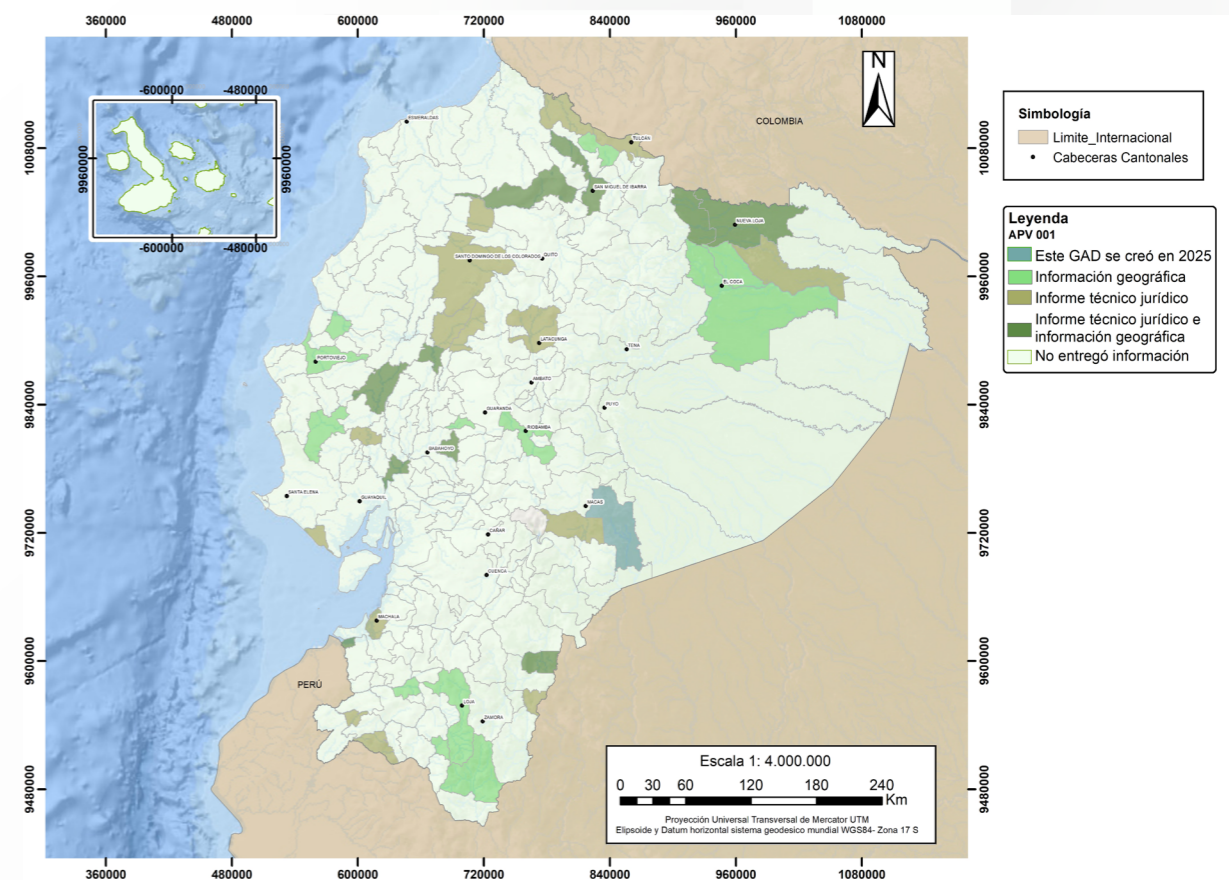 360000 480000 600000 720000 840000 960000 1080000
-600000 -480000
9960000 9960000
-600000 -480000
10080000 10080000
9960000 9960000
9840000 9840000
9720000 9720000
9600000 9600000
9480000 9480000
N
COLOMBIA
ESMERALDAS
TULCAN
SAN MIGUEL DE IBARRA
NUEVA LOJA
SANTO DOMINGO DE LOS COLORADOS
QUITO
EL COCA
PORTOVIEJO
LATACUNGA
TENA
AMBATO
PUYO
GUARANDA
RIOBAMBA
BABAHOYO
SANTA ELENA
GUAYAQUIL
MACAS
CAÑAR
CUENCA
MACHALA
PERÚ
LOJA
ZAMORA
Simbología
Limite_Internacional
Cabeceras Cantonales
Leyenda
APV 001
Este GAD se creó en 2025
Información geográfica
Informe técnico jurídico
Informe técnico jurídico e
información geográfica
No entregó información
Escala 1: 4.000.000
0 30 60 120 180 240
Km
Proyección Universal Transversal de Mercator UTM
Elipsoide y Datum horizontal sistema geodesico mundial WGS84- Zona 17 S
360000 480000 600000 720000 840000 960000 1080000